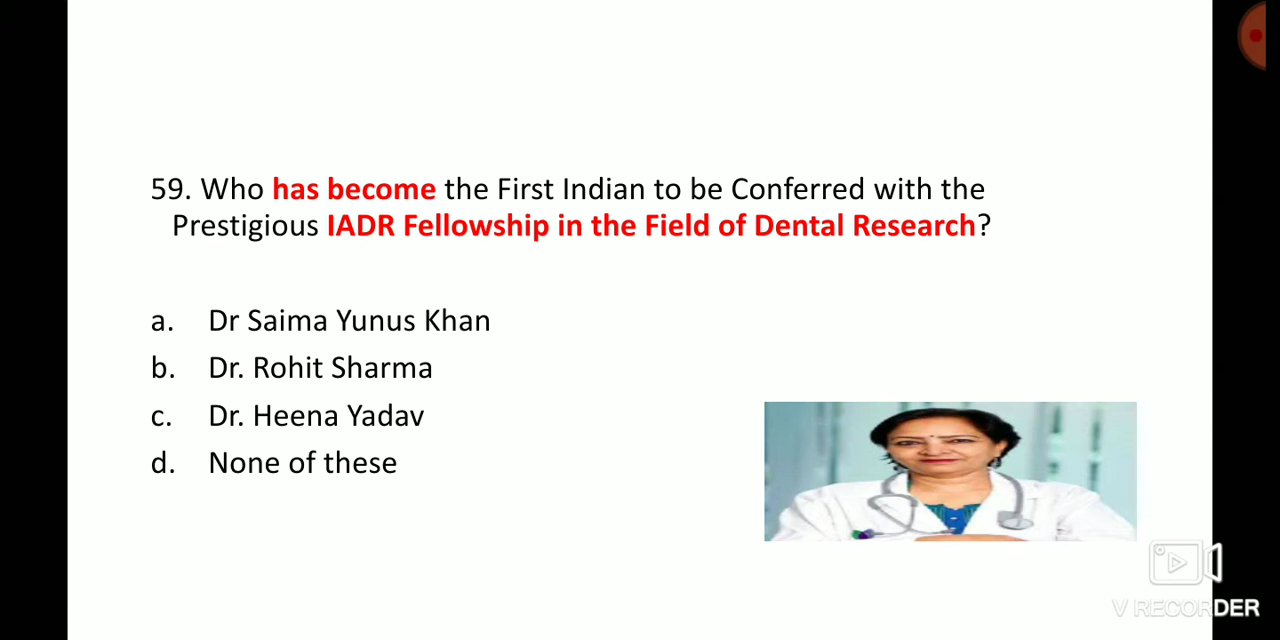 59. Who has become the First Indian to be Conferred with the
Prestigious IADR Fellowship in the Field of Dental Research?
a. Dr Saima Yunus Khan
b. Dr. Rohit Sharma
c. Dr. Heena Yadav
d. None of these
V RECORDER